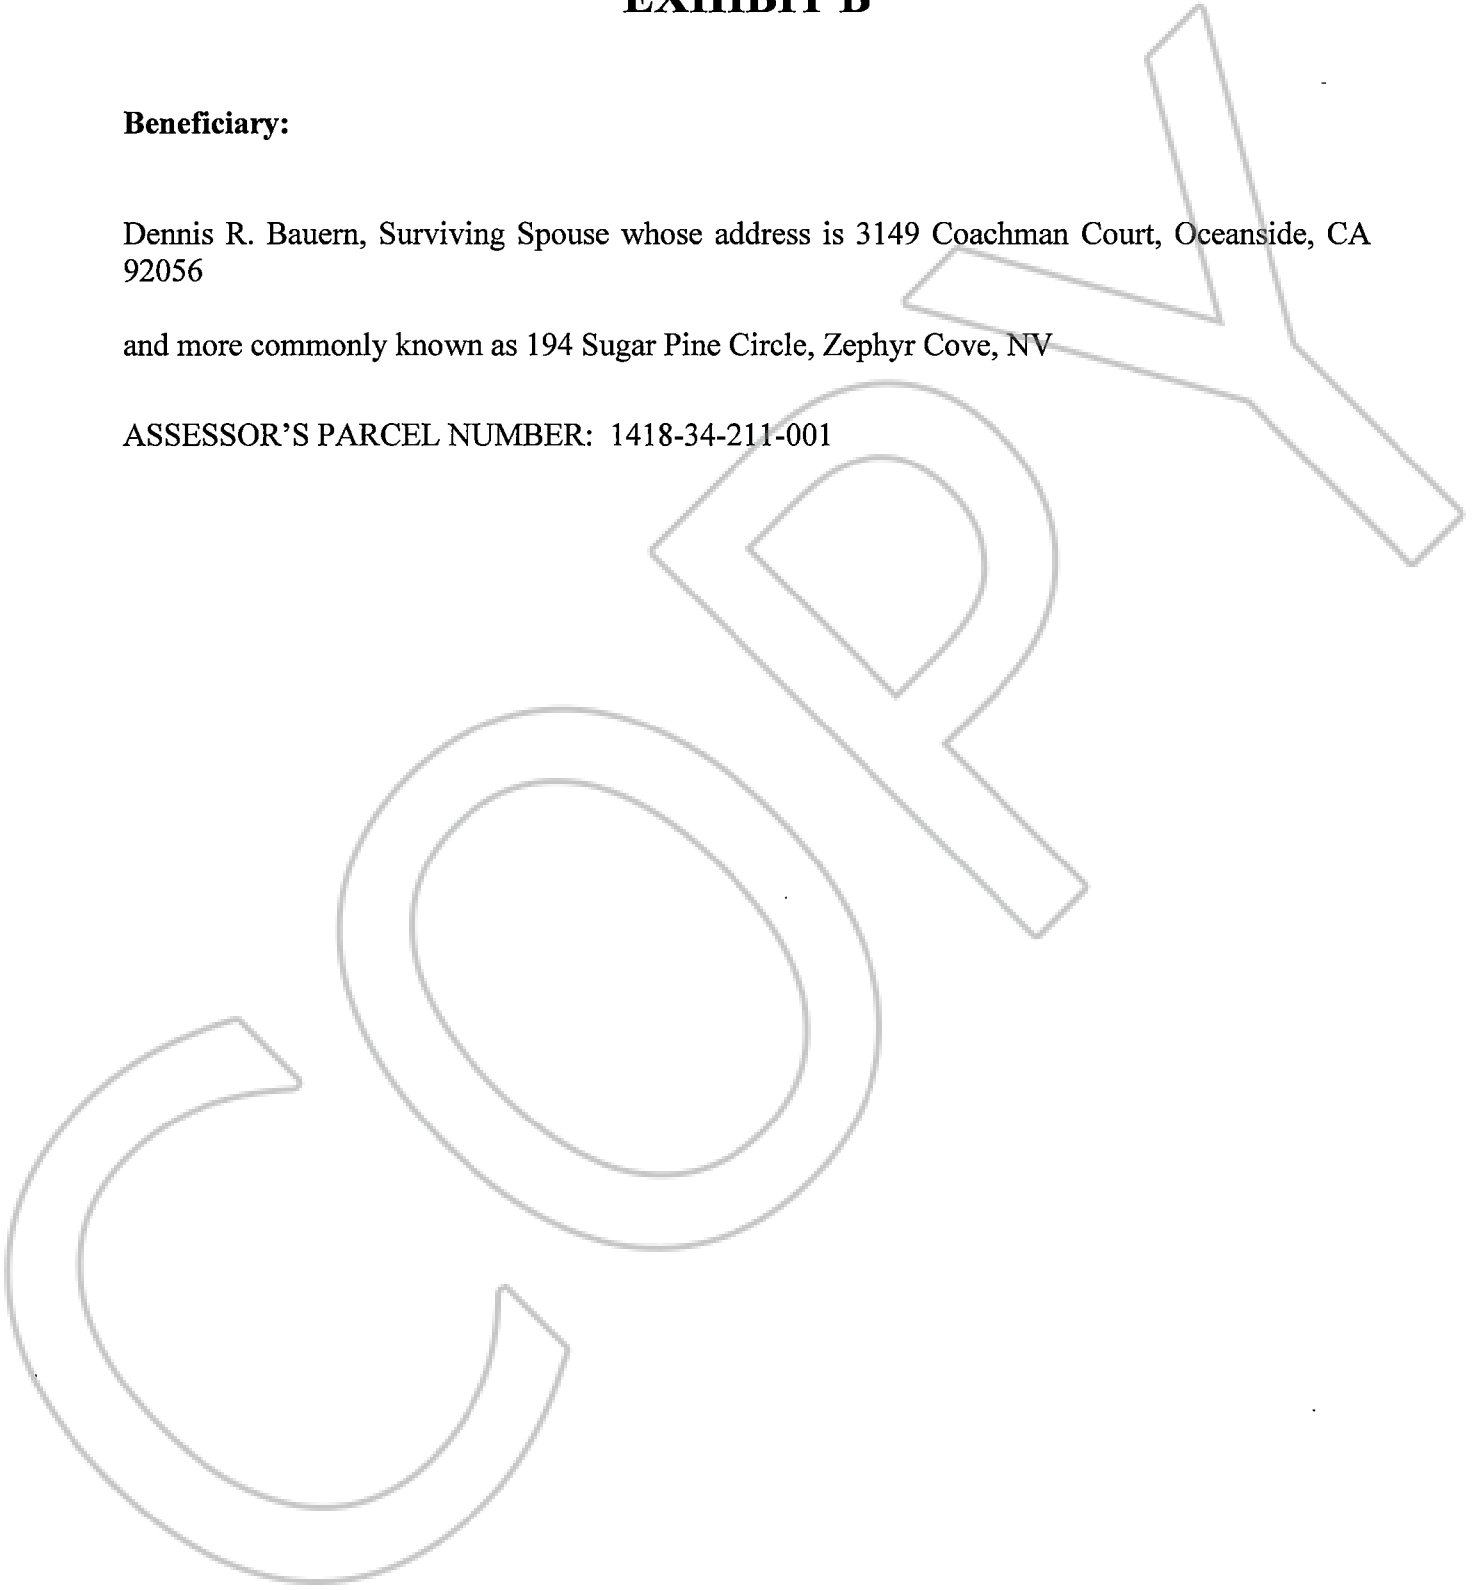 EXHIBIT B
Beneficiary:
Dennis R. Bauern, Surviving Spouse whose address is 3149 Coachman Court, Oceanside, CA
92056
and more commonly known as 194 Sugar Pine Circle, Zephyr Cove, NV
ASSESSOR'S PARCEL NUMBER: 1418-34-211-001
COPY